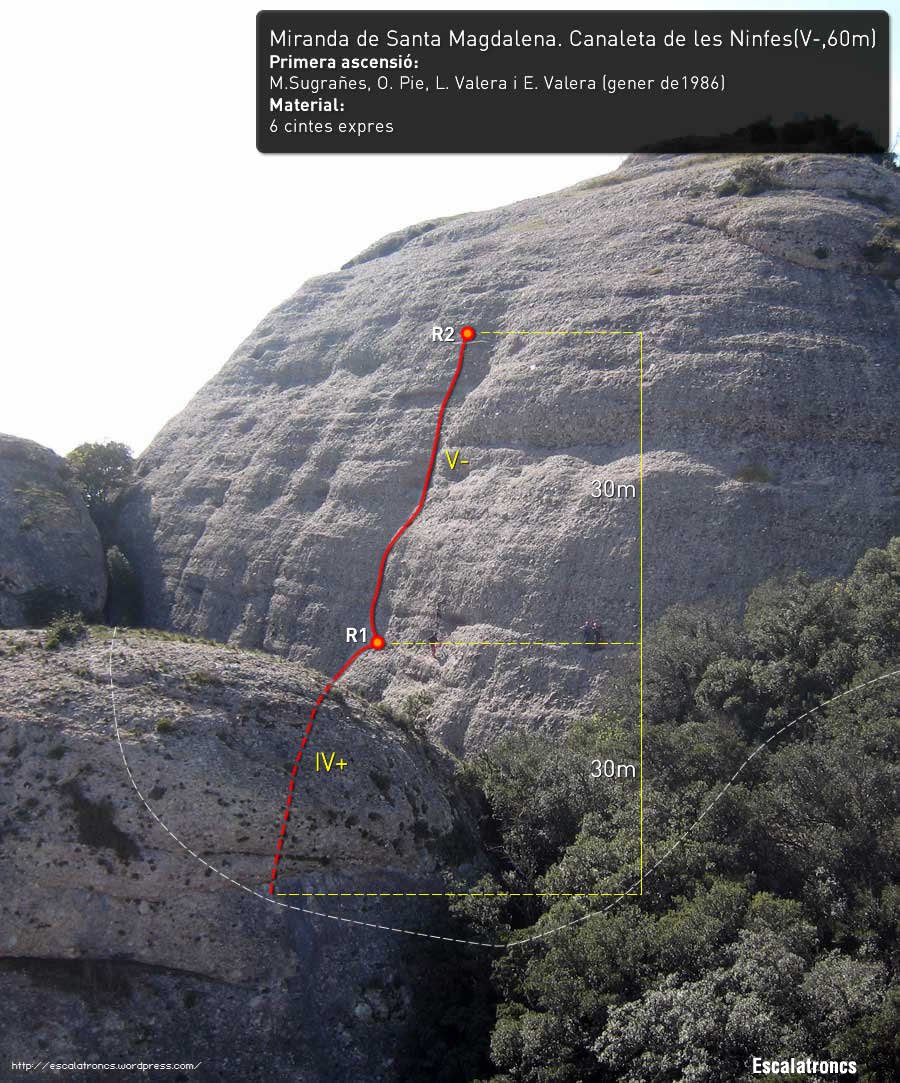 Miranda de Santa Magdalena. Canaleta de les Ninfes(V-,60m)
Primera ascensió:
M.Sugrañes, O. Pie, L. Valera i E. Valera (gener de1986)
Material:
6 cintes expres
R2
V-
30m
R1
IV+
30m
http://escalatroncs.wordpress.com/
Escalatroncs